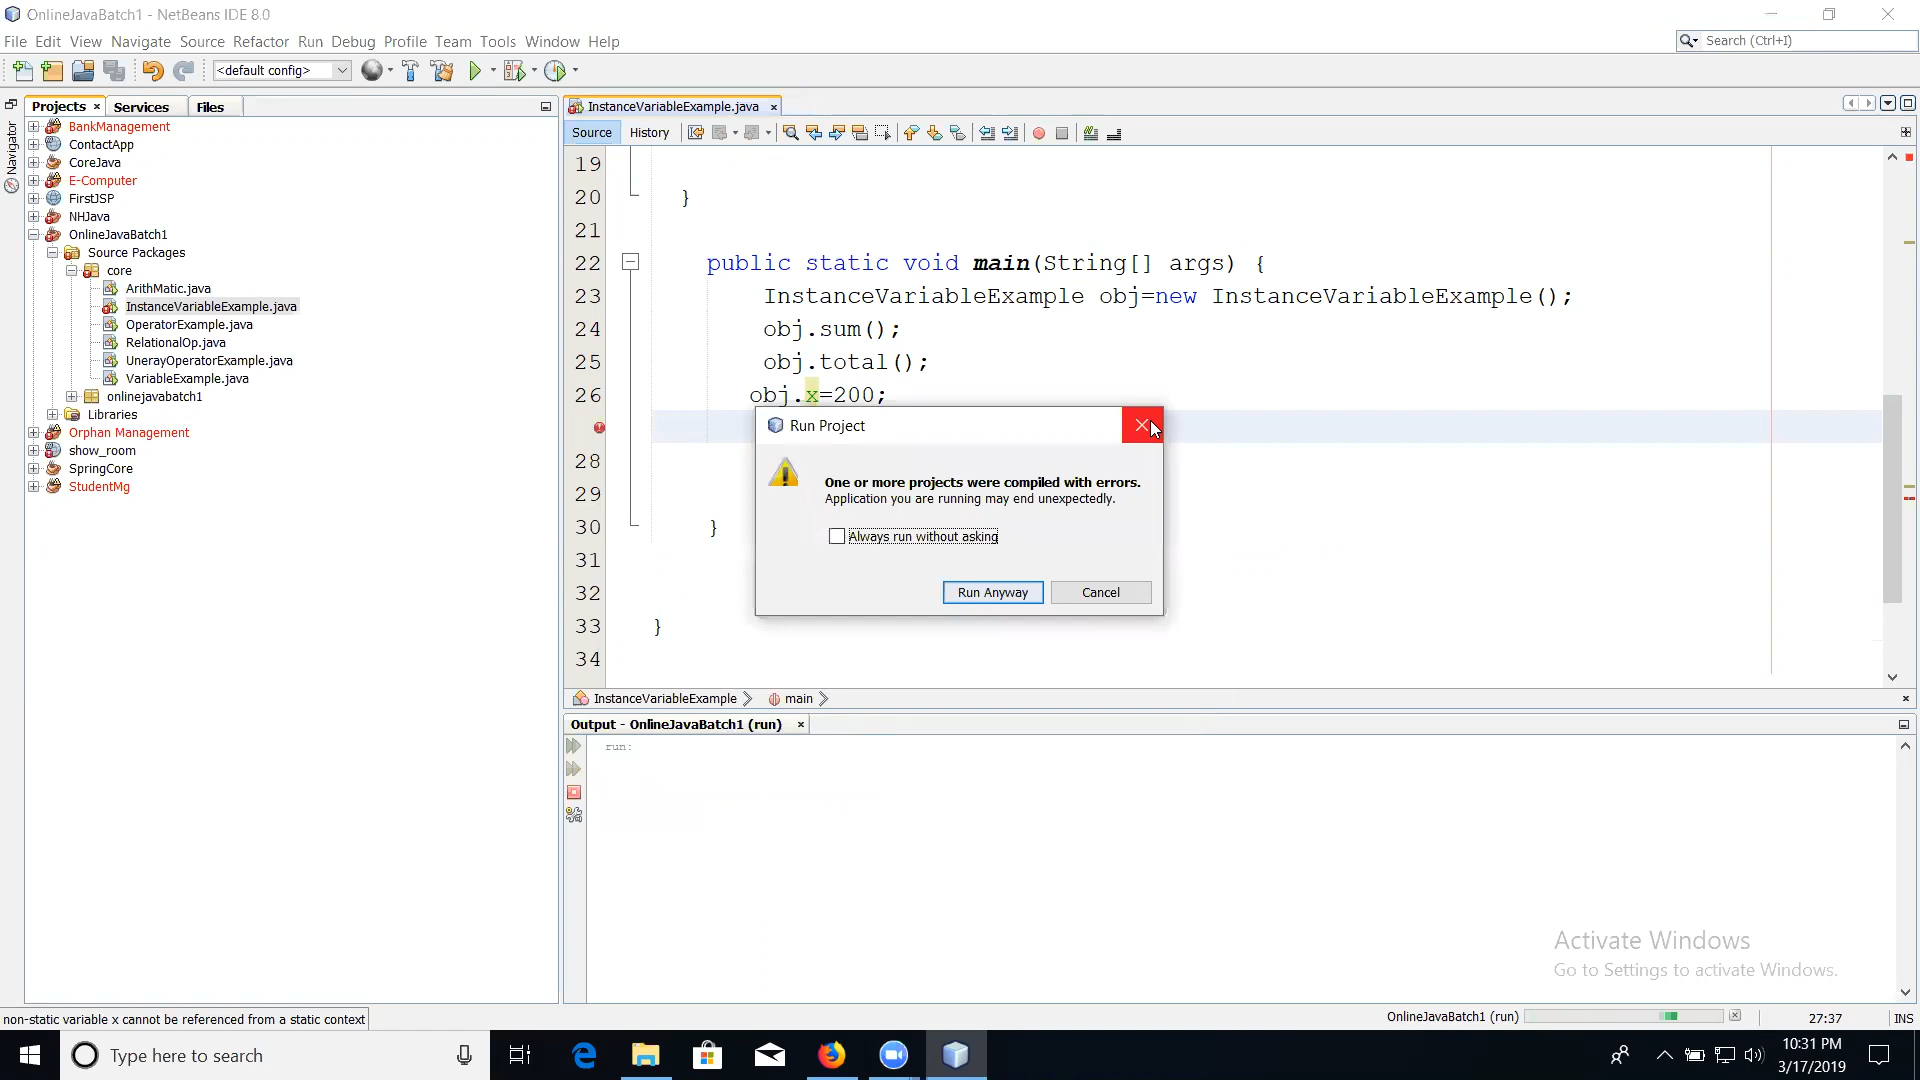 OnlineJavaBatch1 - NetBeans IDE 8.0
File Edit View Navigate Source Refactor Run Debug Profile Team Tools Window Help
Search (Ctrl+I)
<default config>
Projects Services Files
Navigator
BankManagement
ContactApp
CoreJava
E-Computer
FirstJSP
NHJava
OnlineJavaBatch1
Source Packages
core
ArithMatic.java
InstanceVariableExample.java
OperatorExample.java
RelationalOp.java
UnerayOperatorExample.java
VariableExample.java
onlinejavabatch1
Libraries
Orphan Management
show_room
SpringCore
StudentMg
InstanceVariableExample.java
Source History
19
20 }
21
22 public static void main(String[] args) {
23 InstanceVariableExample obj=new InstanceVariableExample();
24 obj.sum();
25 obj.total();
26 obj.x=200;
28
29
30 }
31
32
33 }
34
Run Project
One or more projects were compiled with errors.
Application you are running may end unexpectedly.
Always run without asking
Run Anyway Cancel
InstanceVariableExample main
Output - OnlineJavaBatch1 (run)
run:
Activate Windows
Go to Settings to activate Windows.
non-static variable x cannot be referenced from a static context
OnlineJavaBatch1 (run)
27:37 INS
Type here to search
10:31 PM
3/17/2019